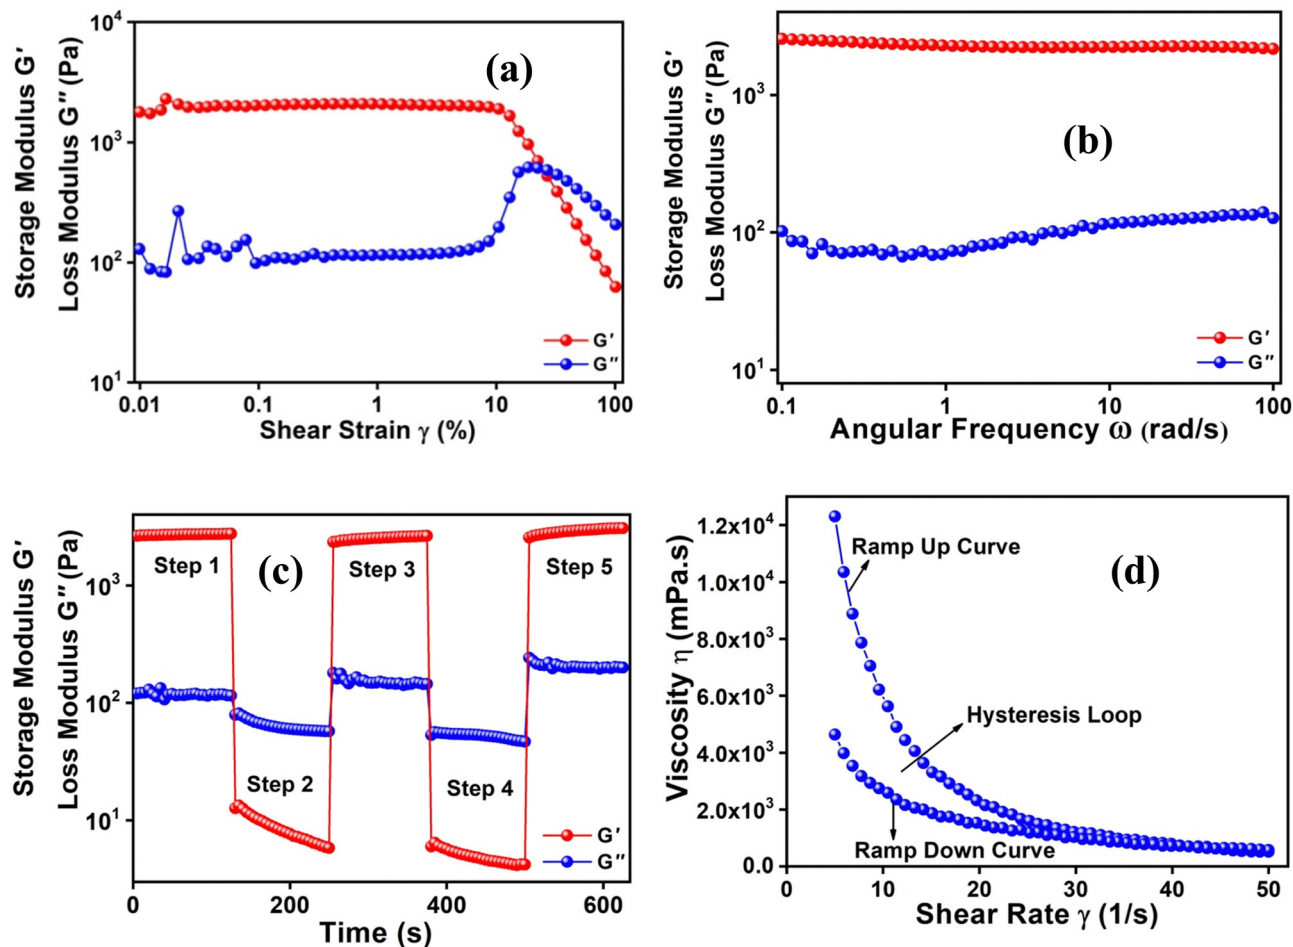 Storage Modulus G′
Loss Modulus G″ (Pa)
10⁴
10³
10²
10¹
(a)
G′
G″
0.01 0.1 1 10 100
Shear Strain γ (%)
Storage Modulus G′
Loss Modulus G″ (Pa)
10³
10²
10¹
(b)
G′
G″
0.1 1 10 100
Angular Frequency ω (rad/s)
Storage Modulus G′
Loss Modulus G″ (Pa)
10³
10²
10¹
Step 1
(c)
Step 3
Step 5
Step 2
Step 4
G′
G″
0 200 400 600
Time (s)
Viscosity η (mPa.s)
1.2x10⁴
1.0x10⁴
8.0x10³
6.0x10³
4.0x10³
2.0x10³
0.0
Ramp Up Curve
(d)
Hysteresis Loop
Ramp Down Curve
0 10 20 30 40 50
Shear Rate γ (1/s)